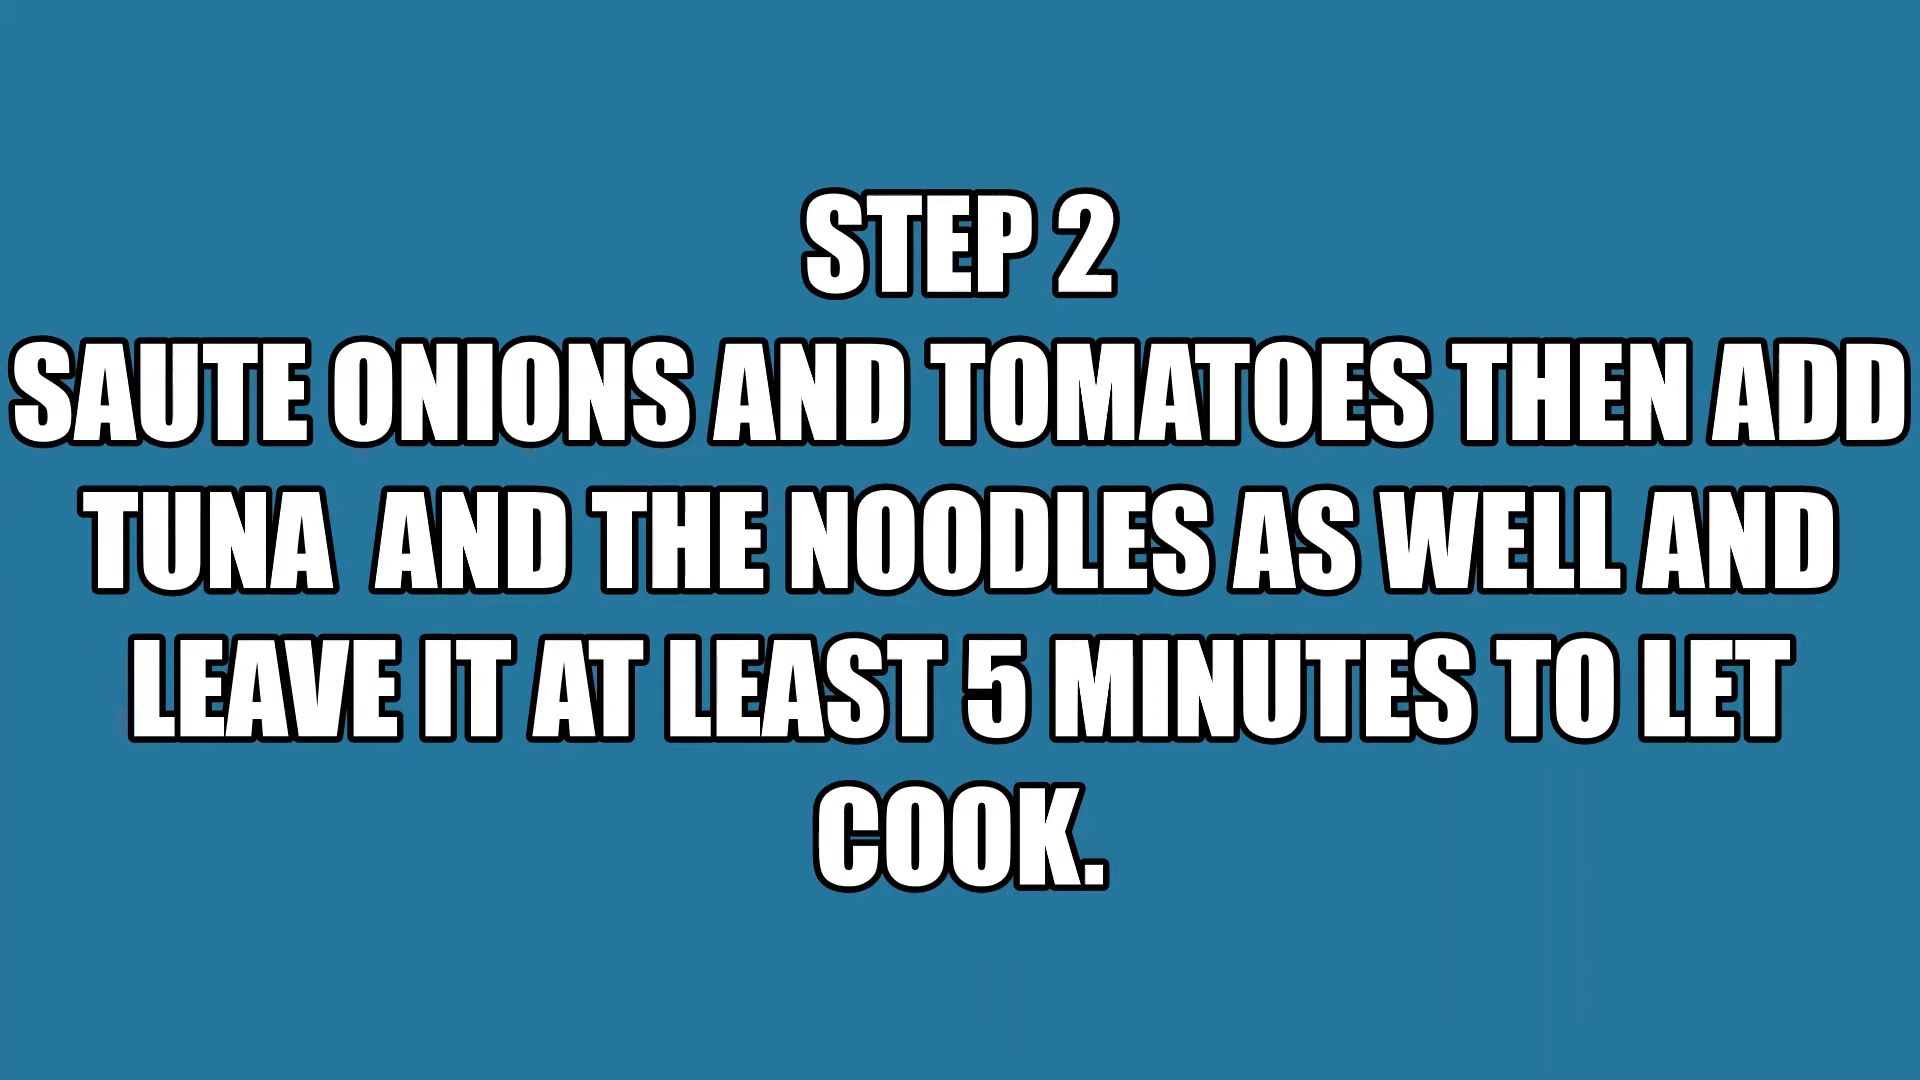 STEP 2
SAUTE ONIONS AND TOMATOES THEN ADD
TUNA  AND THE NOODLES AS WELL AND
LEAVE IT AT LEAST 5 MINUTES TO LET
COOK.